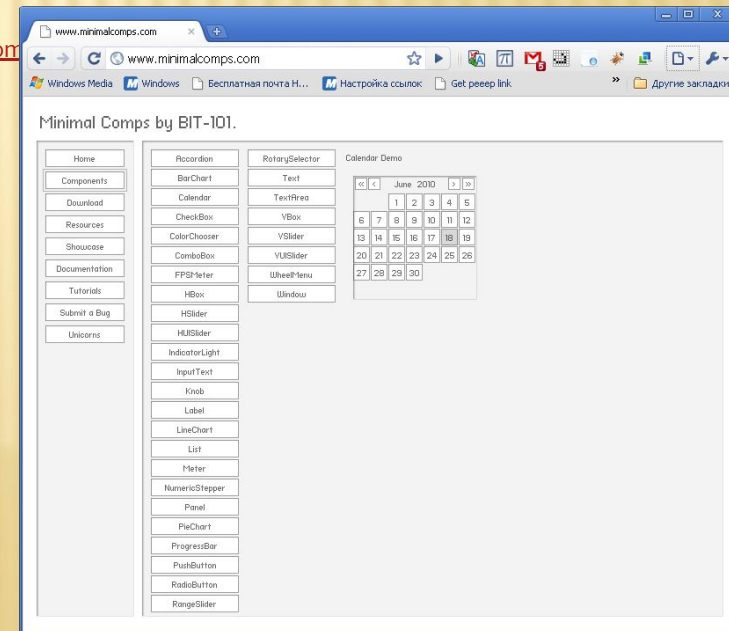 om
www.minimalcomps.com
www.minimalcomps.com
5
Windows Media
Windows
Бесплатная почта H...
Настройка ссылок
Get peeep link
»
Другие закладки
Minimal Comps by BIT-101.
Home
Components
Download
Resources
Showcase
Documentation
Tutorials
Submit a Bug
Unicorns
Accordion
BarChart
Calendar
CheckBox
ColorChooser
ComboBox
FPSMeter
HBox
HSlider
HUISlider
IndicatorLight
InputText
Knob
Label
LineChart
List
Meter
NumericStepper
Panel
PieChart
ProgressBar
PushButton
RadioButton
RangeSlider
RotarySelector
Text
TextArea
VBox
VSlider
VUISlider
WheelMenu
Window
Calendar Demo
« < June 2010 > »
1 2 3 4 5
6 7 8 9 10 11 12
13 14 15 16 17 18 19
20 21 22 23 24 25 26
27 28 29 30